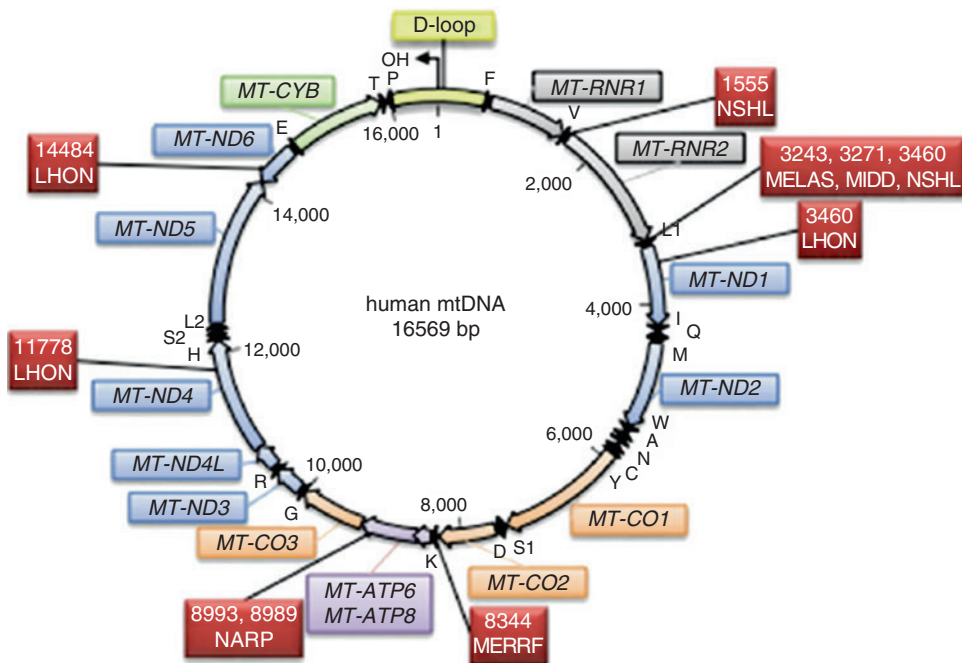 D-loop
OH
T
P
F
MT-RNR1
V
1555
NSHL
MT-CYB
E
16,000
1
MT-ND6
MT-RNR2
14484
LHON
2,000
3243, 3271, 3460
MELAS, MIDD, NSHL
14,000
L1
3460
LHON
MT-ND5
MT-ND1
human mtDNA
16569 bp
4,000
I
Q
M
L2
S2
H
12,000
11778
LHON
MT-ND4
MT-ND2
W
A
N
C
Y
6,000
MT-ND4L
R
10,000
MT-ND3
G
8,000
MT-CO1
MT-CO3
K
D
S1
MT-CO2
MT-ATP6
MT-ATP8
8993, 8989
NARP
8344
MERRF